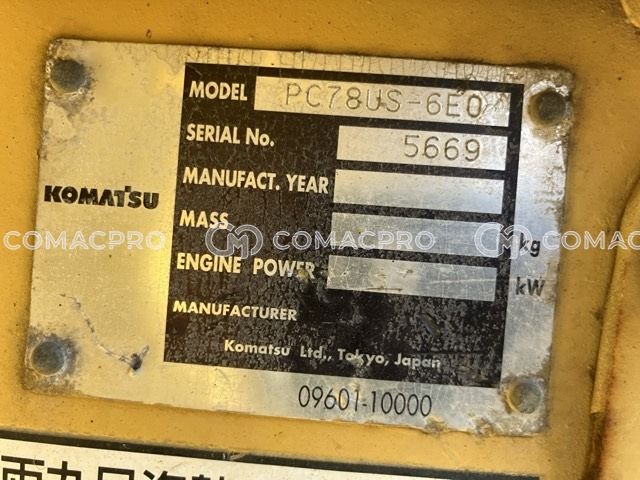 MODEL PC78US-6E0
SERIAL No. 5669
MANUFACT. YEAR
KOMATSU
MASS kg
COMACPRO COMACPRO COMACPRO
ENGINE POWER kW
MANUFACTURER
Komatsu Ltd., Tokyo, Japan
09601-10000